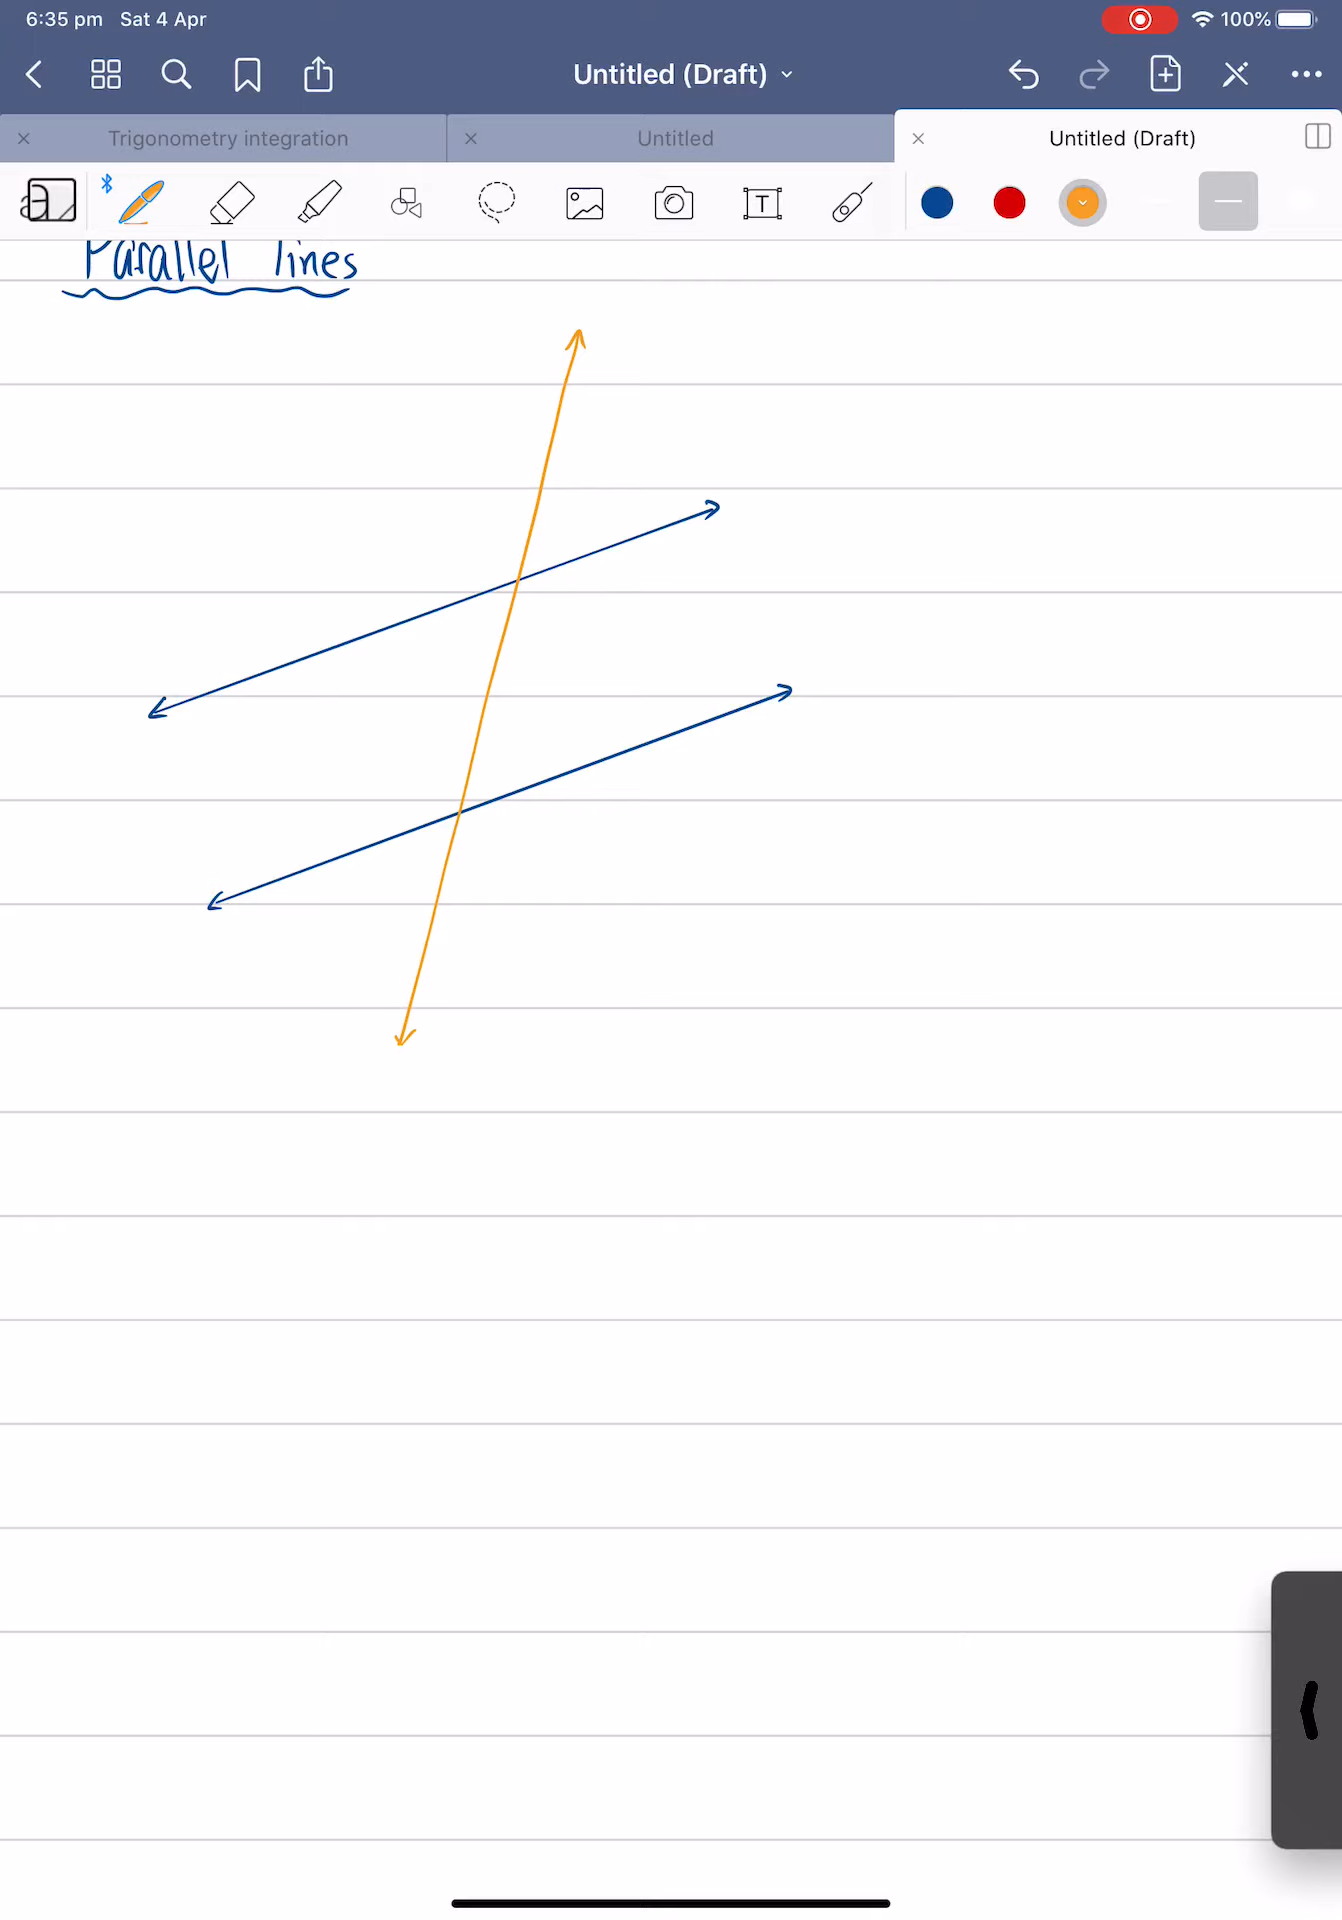 6:35 pm Sat 4 Apr 100%
Untitled (Draft)
Trigonometry integration Untitled Untitled (Draft)
a T
Parallel lines